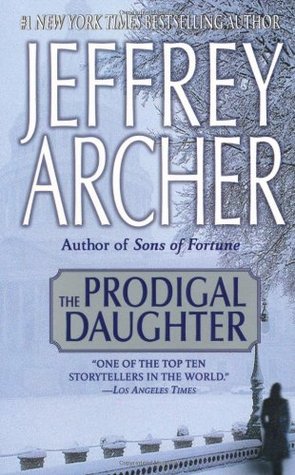 #1 NEW YORK TIMES BESTSELLING AUTHOR
JEFFREY
ARCHER
Author of Sons of Fortune
THE PRODIGAL
DAUGHTER
"ONE OF THE TOP TEN
STORYTELLERS IN THE WORLD."
—LOS ANGELES TIMES